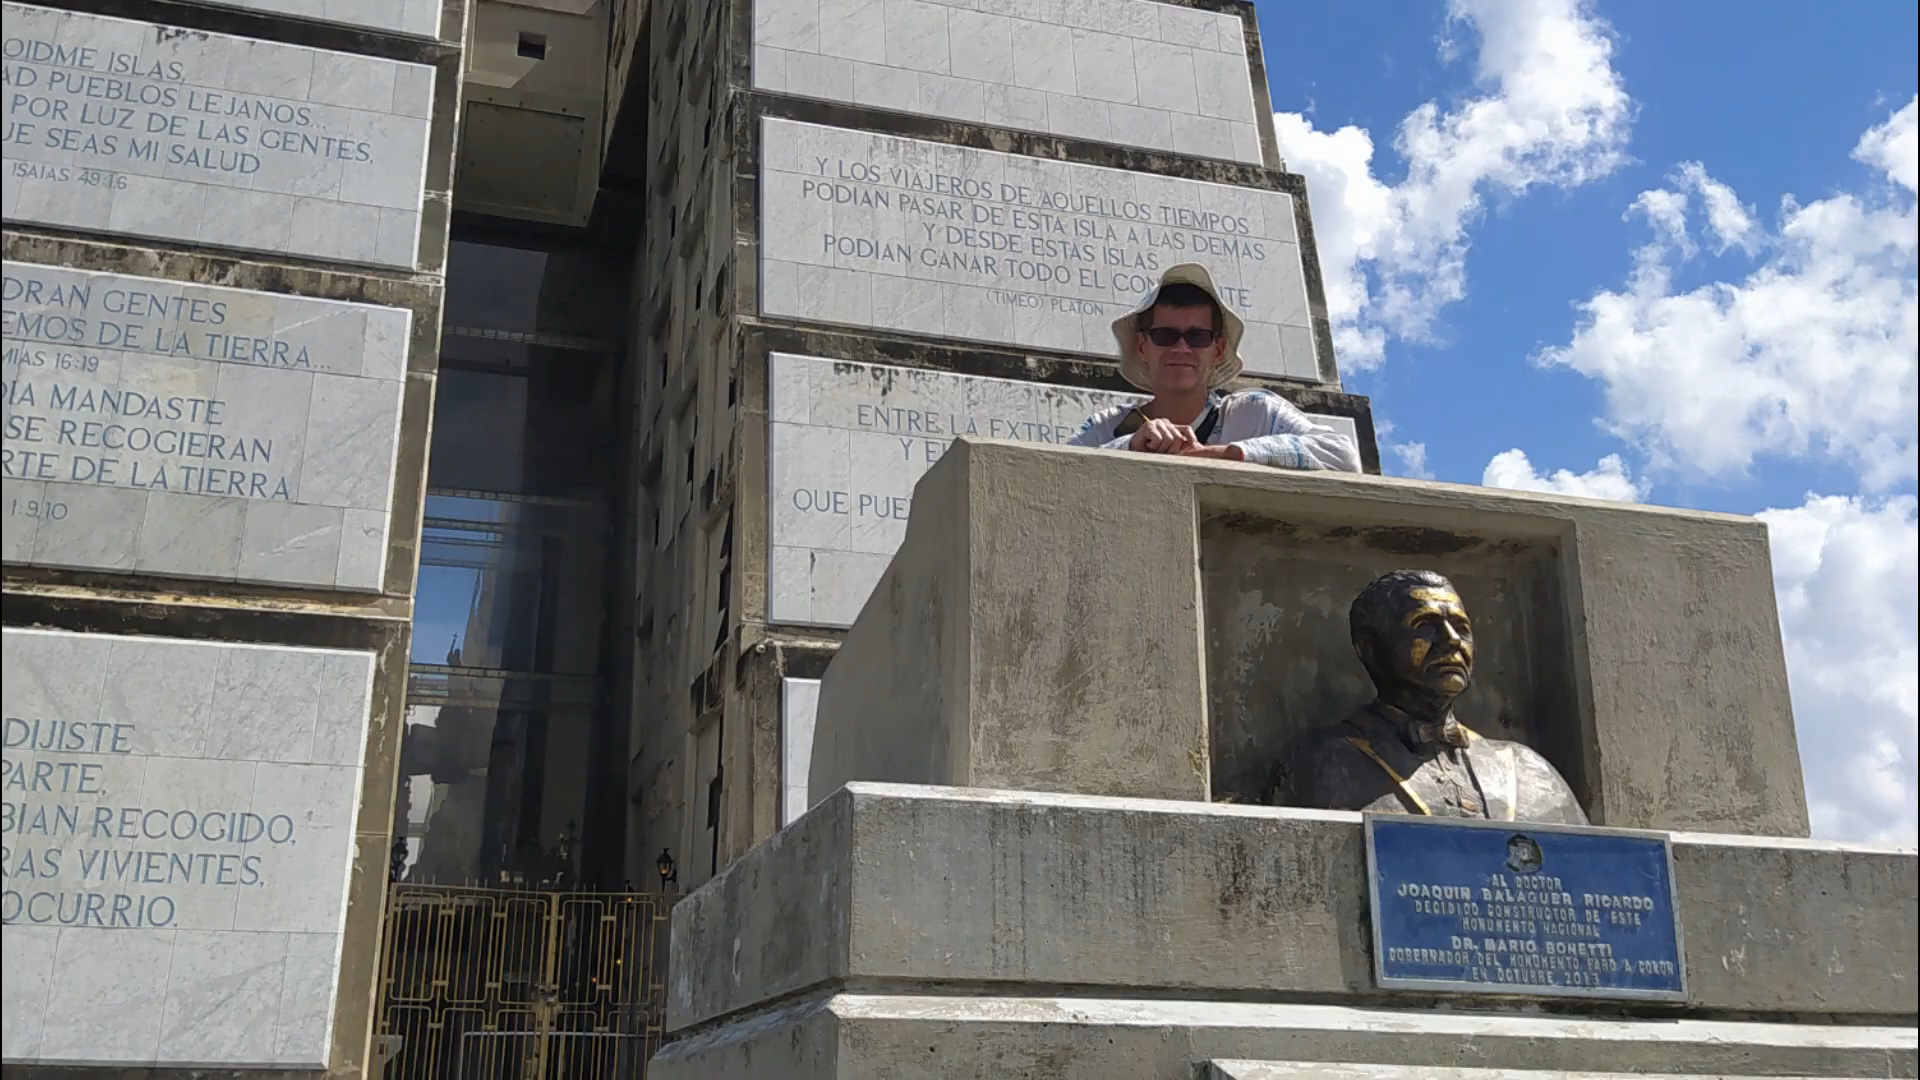 OIDME ISLAS,
AD PUEBLOS LEJANOS.
POR LUZ DE LAS GENTES,
UE SEAS MI SALUD
ISAIAS 49:1.6
DRAN GENTES
EMOS DE LA TIERRA...
MIAS 16:19
DIA MANDASTE
SE RECOGIERAN
RTE DE LA TIERRA
1:9,10
DIJISTE
PARTE,
BIAN RECOGIDO,
RAS VIVIENTES,
OCURRIO.
Y LOS VIAJEROS DE AQUELLOS TIEMPOS
PODIAN PASAR DE ESTA ISLA A LAS DEMAS
Y DESDE ESTAS ISLAS
PODIAN GANAR TODO EL CON NTE
(TIMEO) PLATON
ENTRE LA EXTREM
Y E
QUE PUE
AL DOCTOR
JOAQUIN BALAGUER RICARDO
DECIDIDO CONSTRUCTOR DE ESTE
MONUMENTO NACIONAL
DR. MARIO BONETTI
GOBERNADOR DEL MONUMENTO FARO A COLON
EN OCTUBRE 2013